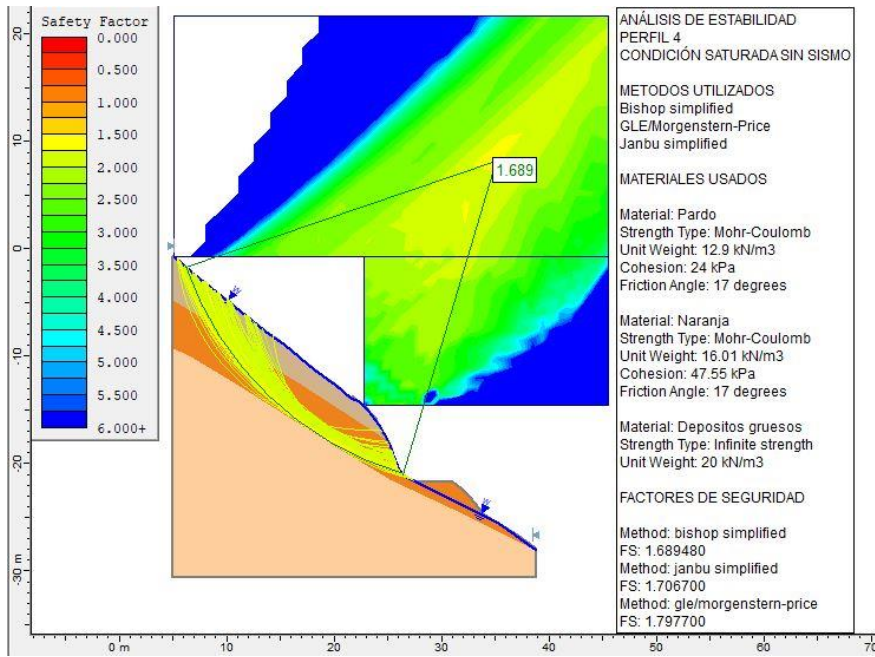 Safety Factor
0.000
0.500
1.000
1.500
2.000
2.500
3.000
3.500
4.000
4.500
5.000
5.500
6.000+
20
10
0
-10
-20
-30 m
0 m
10
20
30
40
50
60
70
1.689
W
W
ANÁLISIS DE ESTABILIDAD
PERFIL 4
CONDICIÓN SATURADA SIN SISMO
METODOS UTILIZADOS
Bishop simplified
GLE/Morgenstern-Price
Janbu simplified
MATERIALES USADOS
Material: Pardo
Strength Type: Mohr-Coulomb
Unit Weight: 12.9 kN/m3
Cohesion: 24 kPa
Friction Angle: 17 degrees
Material: Naranja
Strength Type: Mohr-Coulomb
Unit Weight: 16.01 kN/m3
Cohesion: 47.55 kPa
Friction Angle: 17 degrees
Material: Depositos gruesos
Strength Type: Infinite strength
Unit Weight: 20 kN/m3
FACTORES DE SEGURIDAD
Method: bishop simplified
FS: 1.689480
Method: janbu simplified
FS: 1.706700
Method: gle/morgenstern-price
FS: 1.797700